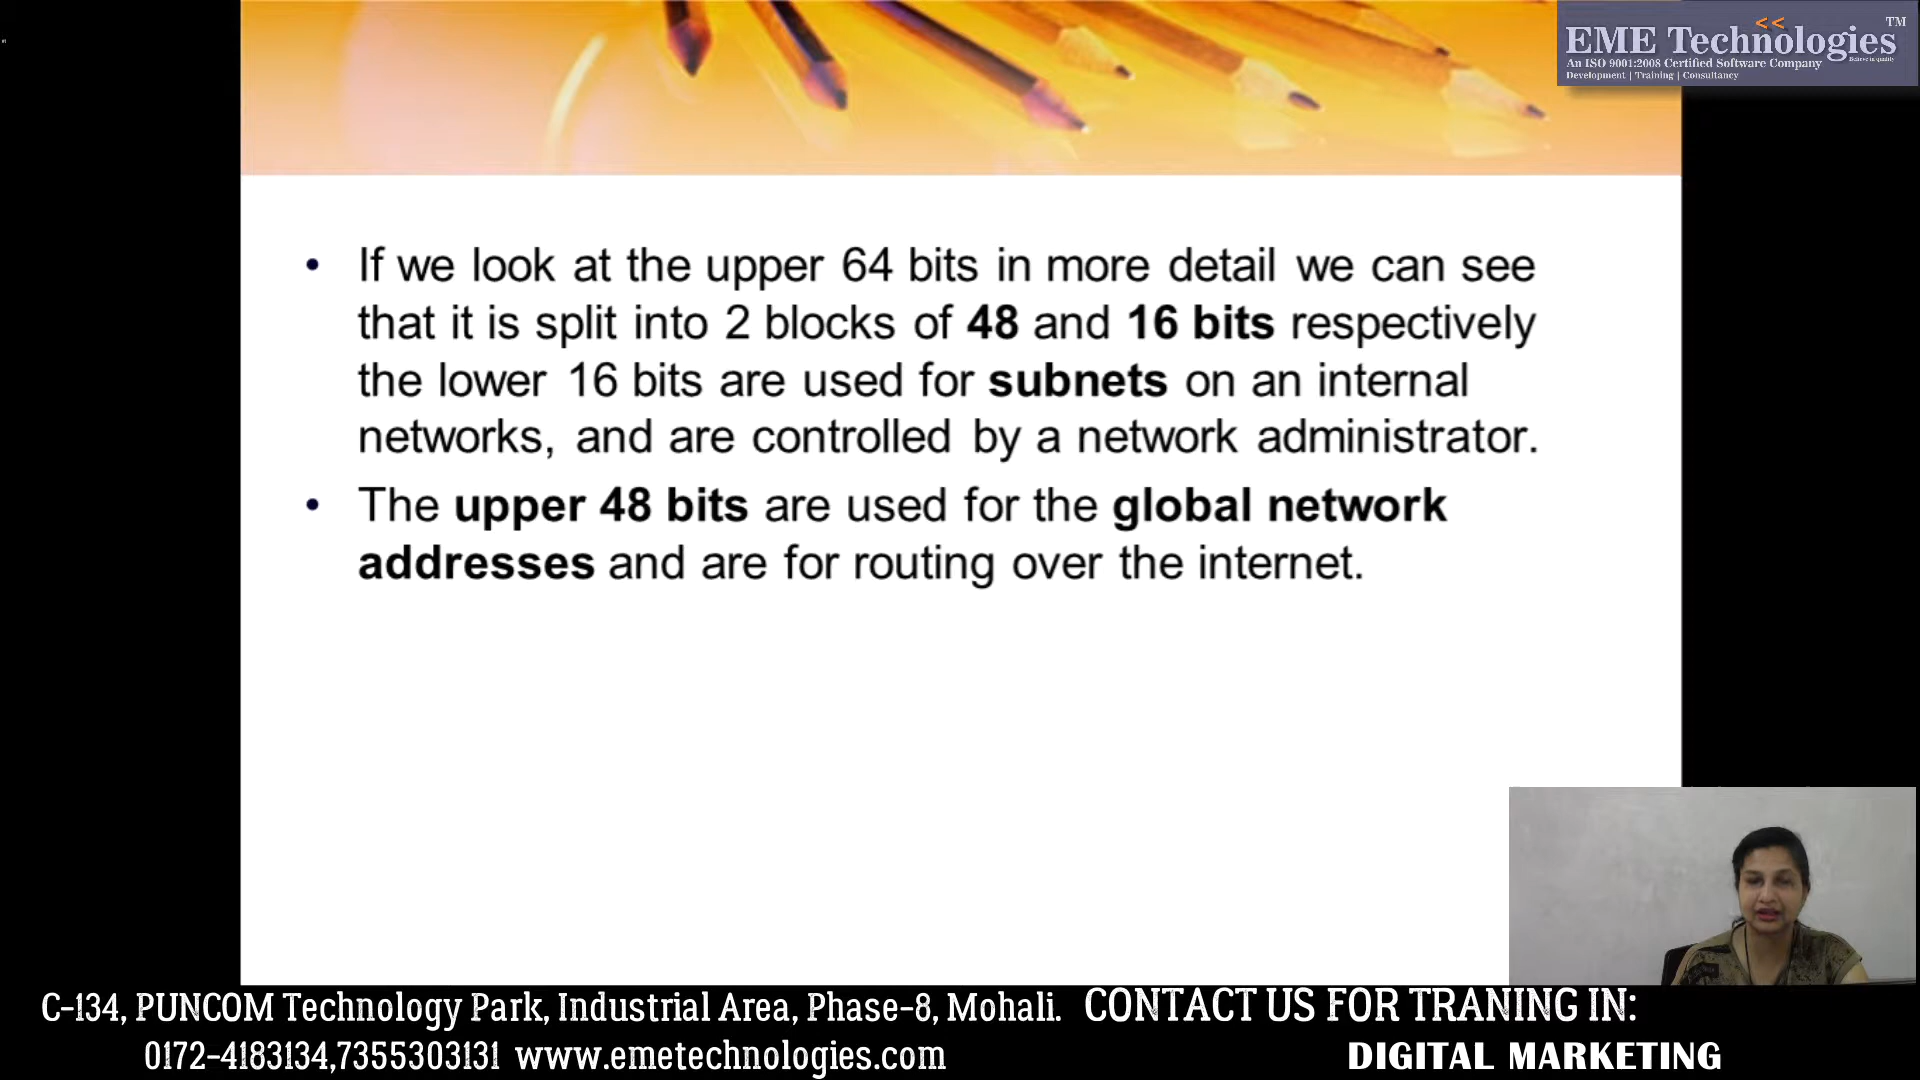 <<
EME Technologies TM
Believe in quality
An ISO 9001:2008 Certified Software Company
Development | Training | Consultancy
• If we look at the upper 64 bits in more detail we can see
that it is split into 2 blocks of 48 and 16 bits respectively
the lower 16 bits are used for subnets on an internal
networks, and are controlled by a network administrator.
• The upper 48 bits are used for the global network
addresses and are for routing over the internet.
C-134, PUNCOM Technology Park, Industrial Area, Phase-8, Mohali. CONTACT US FOR TRANING IN:
0172-4183134,7355303131 www.emetechnologies.com DIGITAL MARKETING